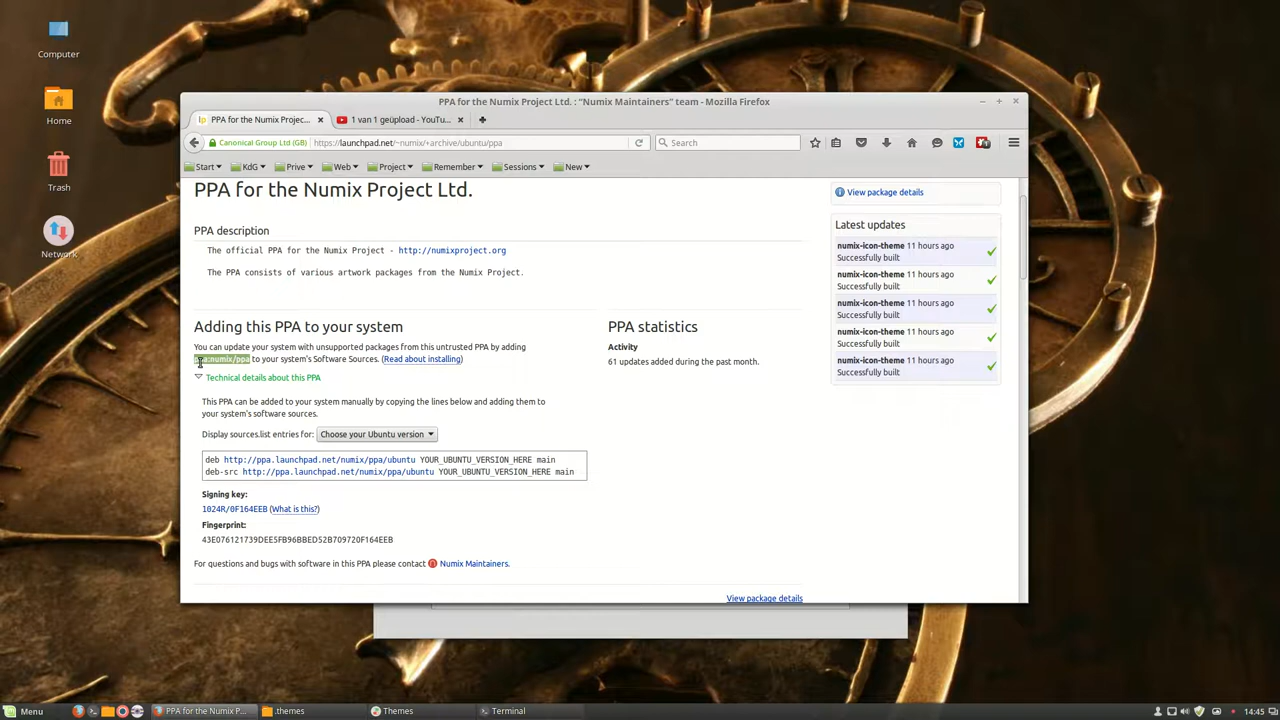 Computer
Home
Trash
Network
PPA for the Numix Project Ltd. : “Numix Maintainers” team - Mozilla Firefox
lp PPA for the Numix Projec...
1 van 1 geüpload - YouTu...
Canonical Group Ltd (GB)
https://launchpad.net/~numix/+archive/ubuntu/ppa
Search
Start
KdG
Prive
Web
Project
Remember
Sessions
New
PPA for the Numix Project Ltd.
PPA description
The official PPA for the Numix Project - http://numixproject.org
The PPA consists of various artwork packages from the Numix Project.
Adding this PPA to your system
You can update your system with unsupported packages from this untrusted PPA by adding
ppa:numix/ppa to your system's Software Sources. (Read about installing)
Technical details about this PPA
This PPA can be added to your system manually by copying the lines below and adding them to
your system's software sources.
Display sources.list entries for: Choose your Ubuntu version
deb http://ppa.launchpad.net/numix/ppa/ubuntu YOUR_UBUNTU_VERSION_HERE main
deb-src http://ppa.launchpad.net/numix/ppa/ubuntu YOUR_UBUNTU_VERSION_HERE main
Signing key:
1024R/0F164EEB (What is this?)
Fingerprint:
43E076121739DEE5FB96BBED52B709720F164EEB
For questions and bugs with software in this PPA please contact Numix Maintainers.
View package details
PPA statistics
Activity
61 updates added during the past month.
View package details
Latest updates
numix-icon-theme 11 hours ago
Successfully built
numix-icon-theme 11 hours ago
Successfully built
numix-icon-theme 11 hours ago
Successfully built
numix-icon-theme 11 hours ago
Successfully built
numix-icon-theme 11 hours ago
Successfully built
Menu
PPA for the Numix P...
.themes
Themes
Terminal
14:45